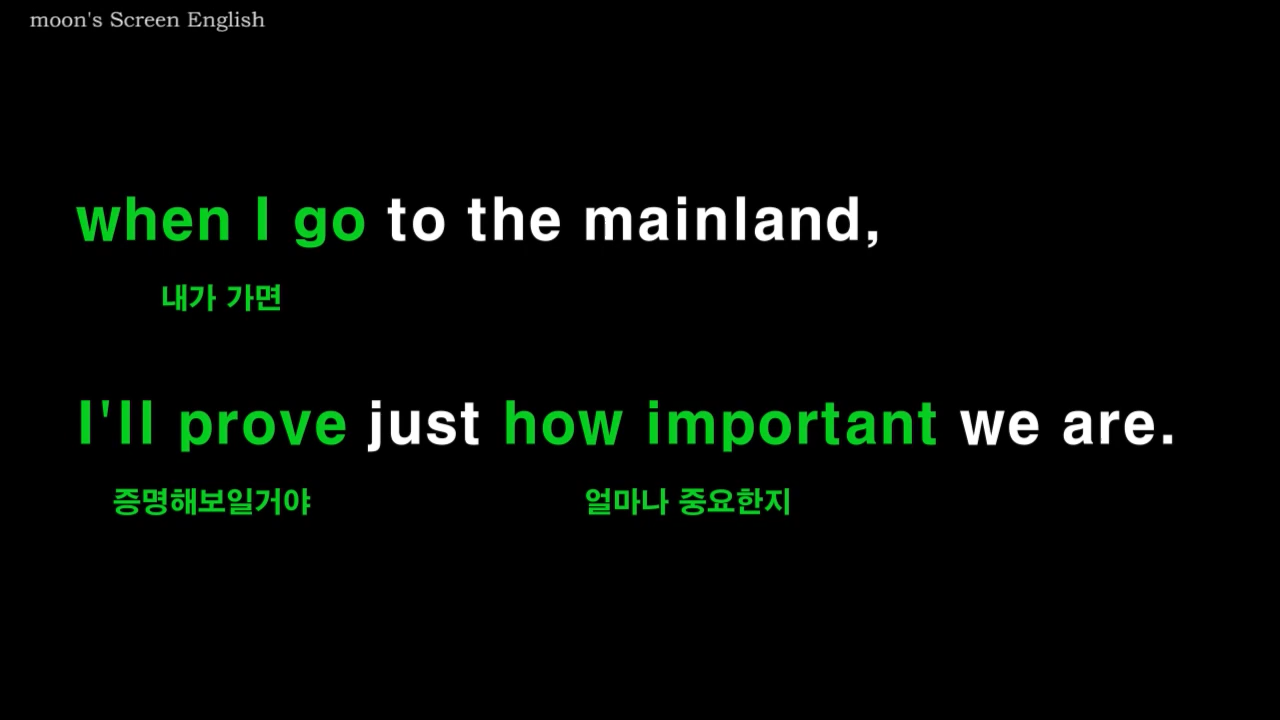 moon's Screen English
when I go to the mainland,
내가 가면
I'll prove just how important we are.
증명해보일거야 얼마나 중요한지